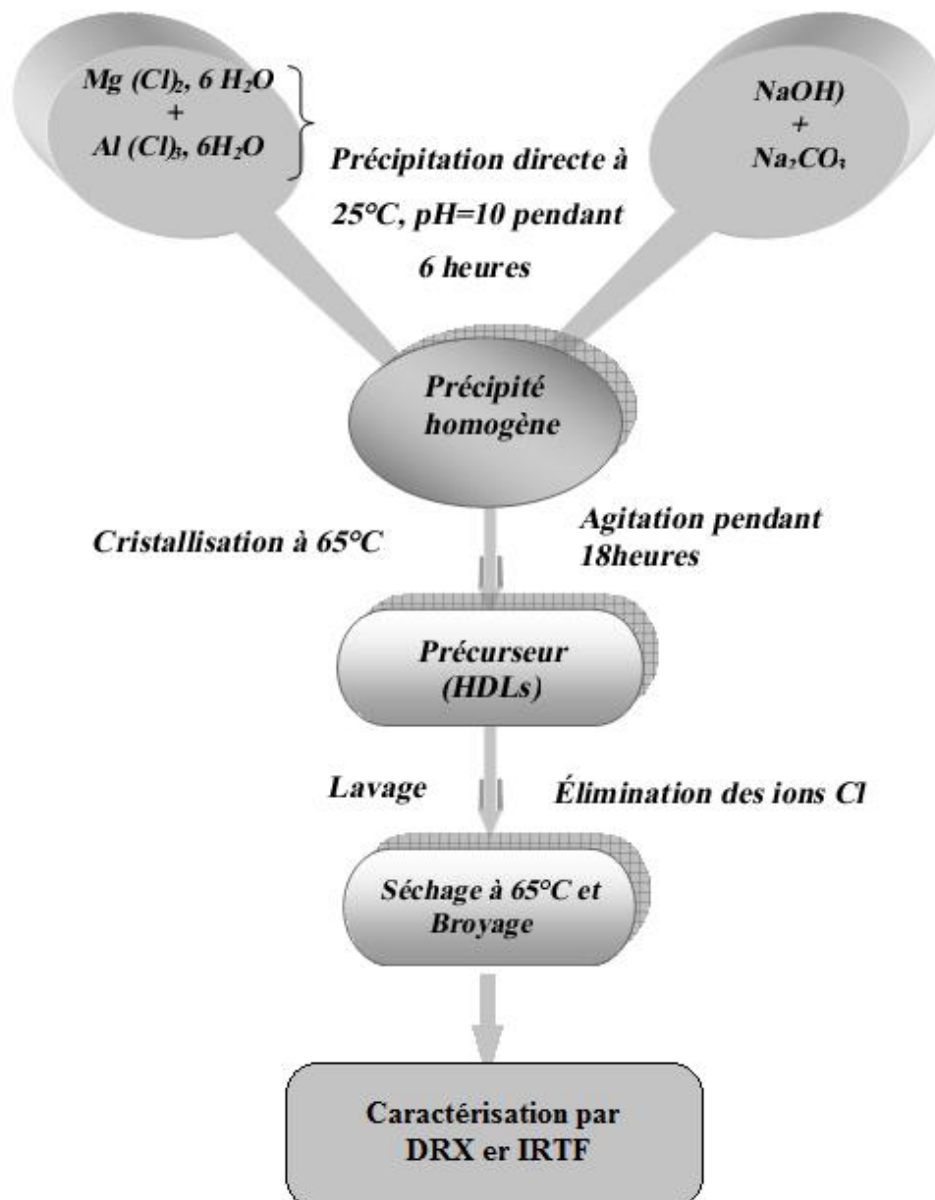 Mg (Cl)₂, 6 H₂O
+
Al (Cl)₃, 6H₂O
NaOH)
+
Na₂CO₃
Précipitation directe à
25°C, pH=10 pendant
6 heures
Précipité
homogène
Cristallisation à 65°C
Agitation pendant
18heures
Précurseur
(HDLs)
Lavage
Élimination des ions Cl
Séchage à 65°C et
Broyage
Caractérisation par
DRX er IRTF